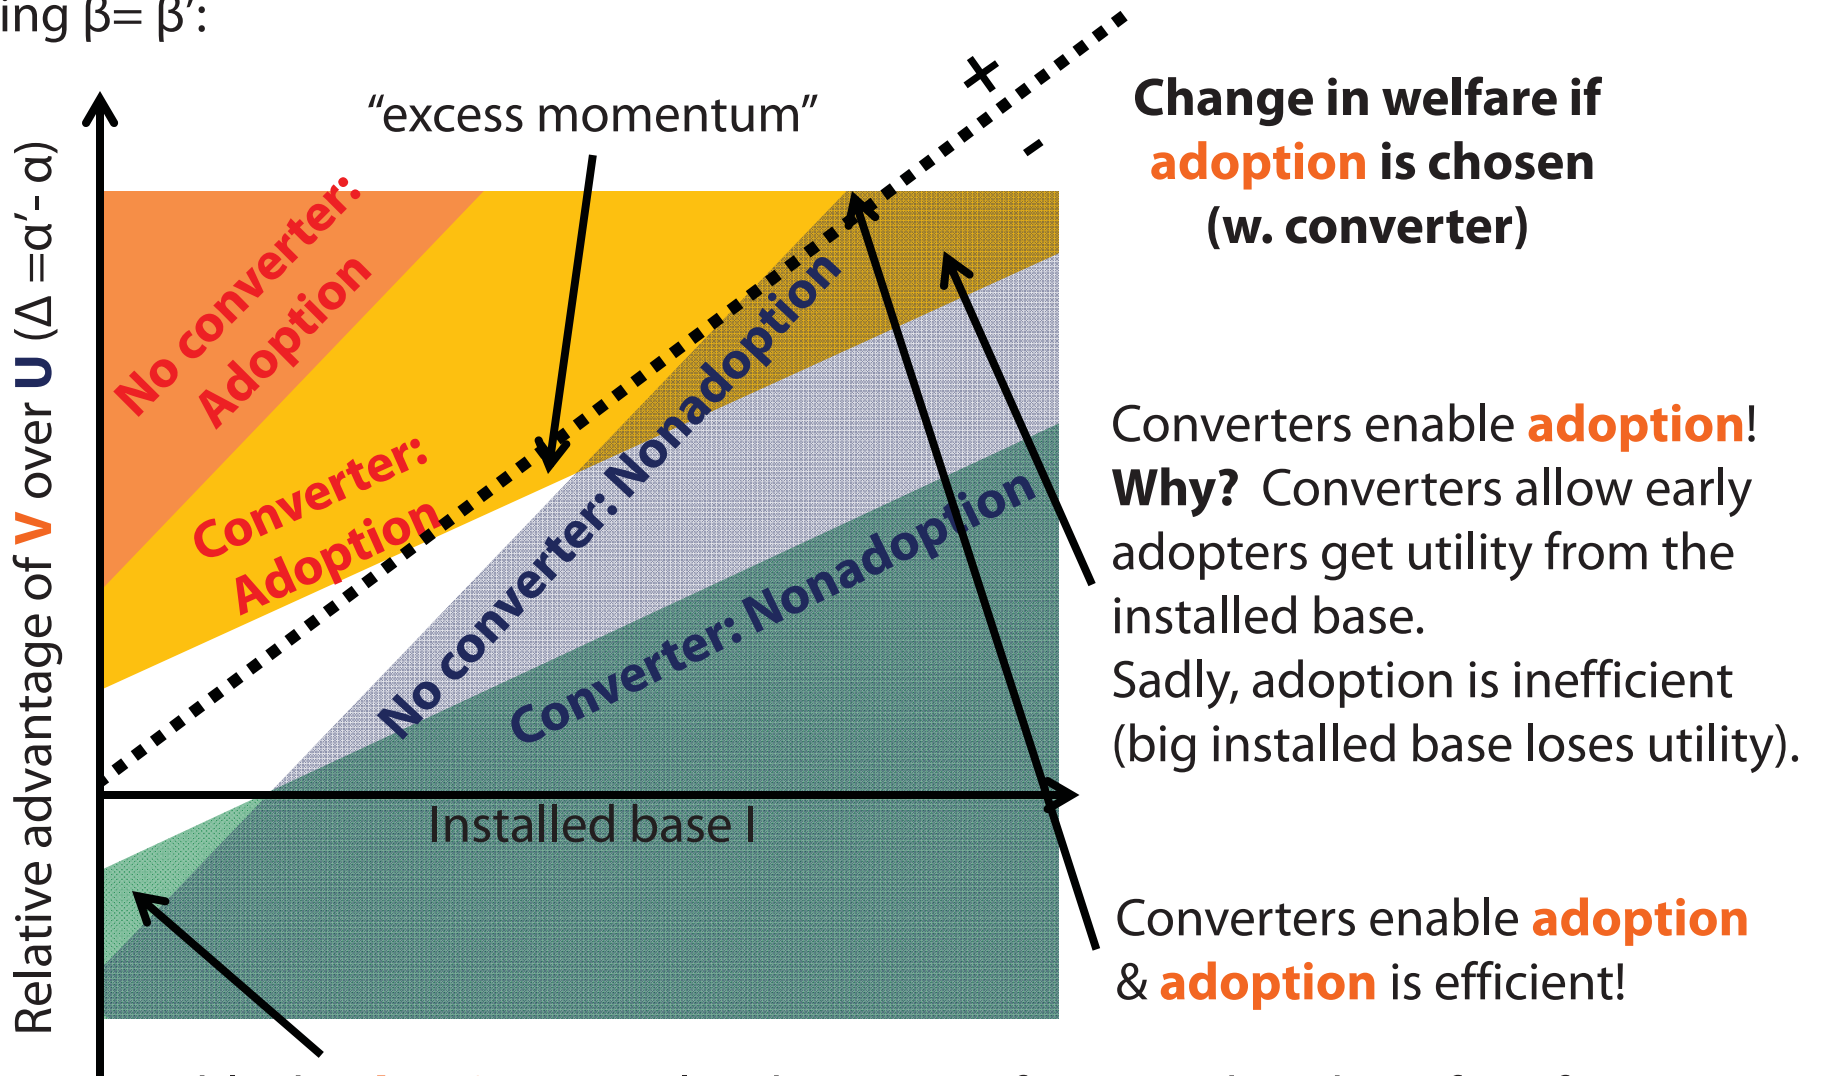 ing β= β′:
“excess momentum”
+
-
Change in welfare if
adoption is chosen
(w. converter)
Relative advantage of V over U (Δ =α′- α)
No converter:
Adoption
Converter:
Adoption
No converter: Nonadoption
Converter: Nonadoption
Installed base I
Converters enable adoption!
Why? Converters allow early
adopters get utility from the
installed base.
Sadly, adoption is inefficient
(big installed base loses utility).
Converters enable adoption
& adoption is efficient!